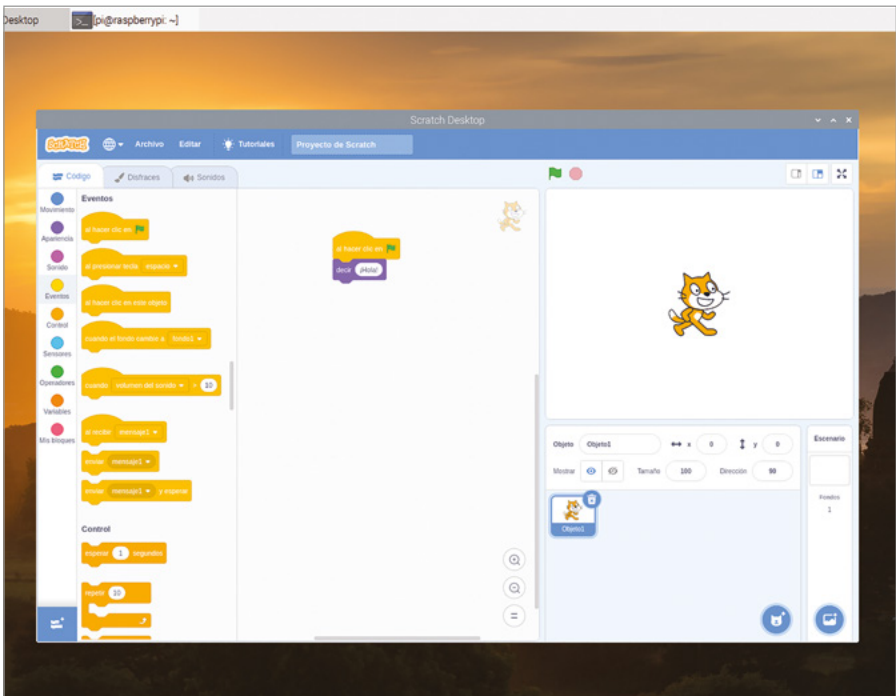 Desktop
[pi@raspberrypi: ~]
Scratch Desktop
SCRATCH
Archivo
Editar
Tutoriales
Proyecto de Scratch
Código
Disfraces
Sonidos
Movimiento
Apariencia
Sonido
Eventos
Control
Sensores
Operadores
Variables
Mis bloques
Eventos
al hacer clic en
al presionar tecla espacio
al hacer clic en este objeto
cuando el fondo cambie a fondo1
cuando volumen del sonido > 10
al recibir mensaje1
enviar mensaje1
enviar mensaje1 y esperar
Control
esperar 1 segundos
repetir 10
al hacer clic en
decir ¡Hola!
Objeto Objeto1 x 0 y 0
Mostrar Tamaño 100 Dirección 90
Objeto1
Escenario
Fondos
1